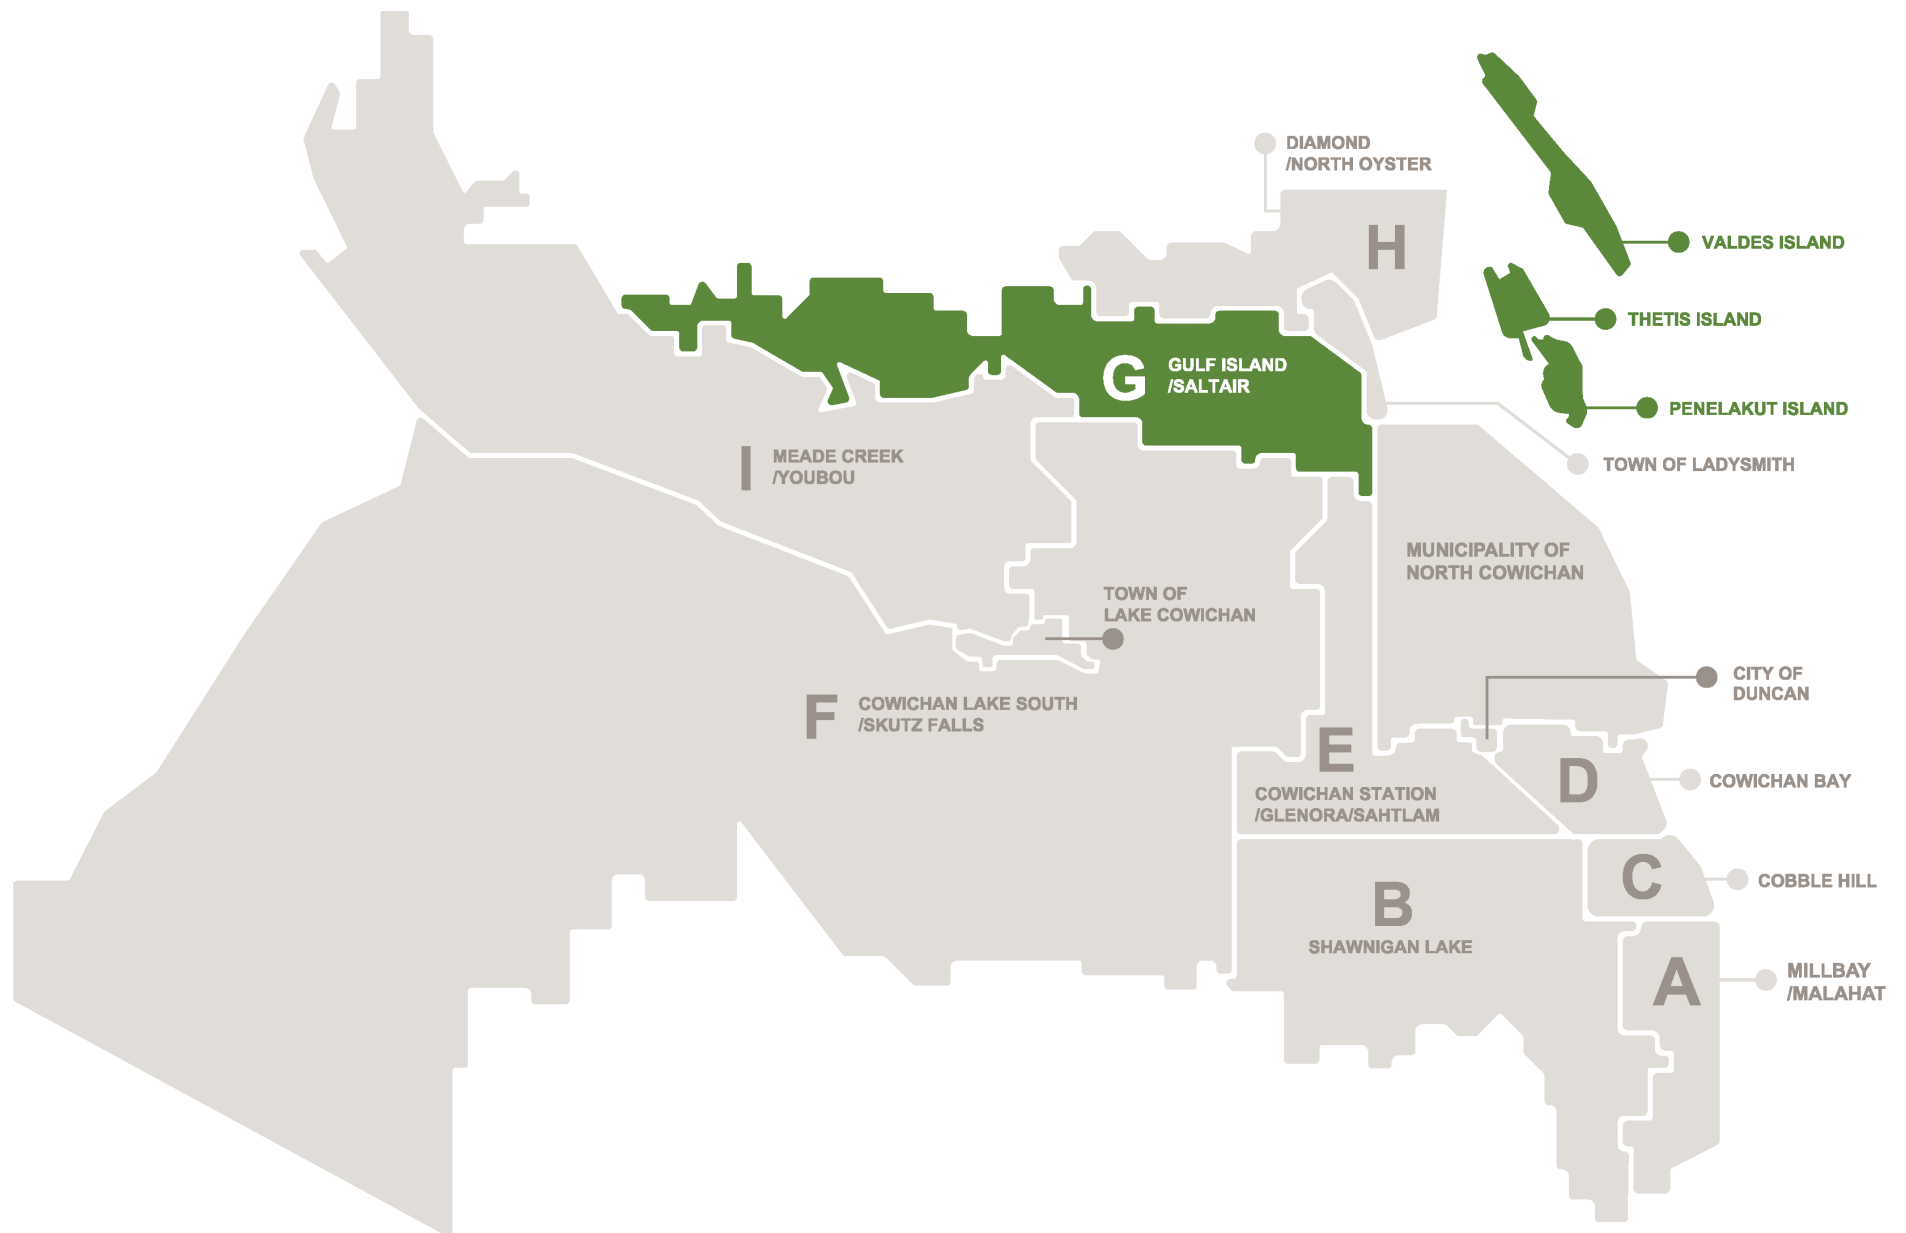 DIAMOND
/NORTH OYSTER
H
VALDES ISLAND
THETIS ISLAND
G
GULF ISLAND
/SALTAIR
PENELAKUT ISLAND
I
MEADE CREEK
/YOUBOU
TOWN OF LADYSMITH
MUNICIPALITY OF
NORTH COWICHAN
TOWN OF
LAKE COWICHAN
CITY OF
DUNCAN
F
COWICHAN LAKE SOUTH
/SKUTZ FALLS
E
COWICHAN STATION
/GLENORA/SAHTLAM
D
COWICHAN BAY
C
COBBLE HILL
B
SHAWNIGAN LAKE
A
MILLBAY
/MALAHAT